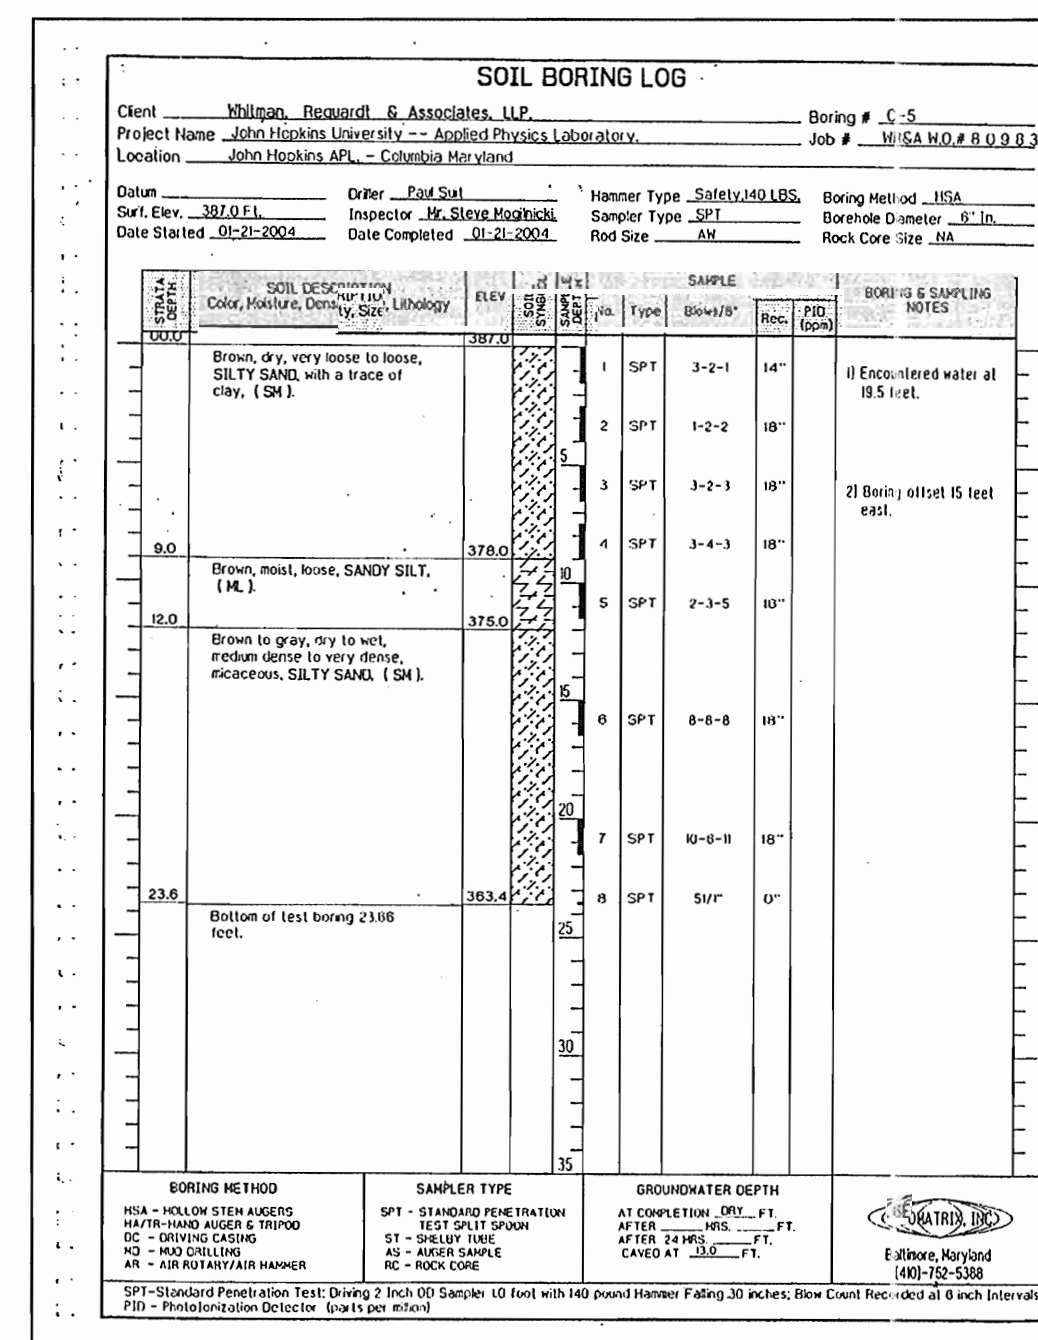 SOIL BORING LOG
Client Whitman, Requardt & Associates, LLP.
Boring # C-5
Project Name John Hopkins University -- Applied Physics Laboratory.
Job # WR&A W.O.# 80983
Location John Hopkins APL. - Columbia Maryland
Datum
Driller Paul Suit
Hammer Type Safety,140 LBS.
Boring Method HSA
Surf. Elev. 387.0 Ft.
Inspector Mr. Steve Moginicki
Sampler Type SPT
Borehole Diameter 6" In.
Date Started 01-21-2004
Date Completed 01-21-2004
Rod Size AW
Rock Core Size NA
STRATA DEPTH
SOIL DESCRIPTION
Color, Moisture, Density, Size, Lithology
ELEV
SOIL
SAMPLE
No. Type Blows/6" Rec. PID (ppm)
BORING & SAMPLING NOTES
00.0 387.0
Brown, dry, very loose to loose,
SILTY SAND, with a trace of
clay, (SM).
1 SPT 3-2-1 14"
1) Encountered water at
19.5 feet.
2 SPT 1-2-2 18"
5
3 SPT 3-2-3 18"
2) Boring offset 15 feet
east.
4 SPT 3-4-3 18"
9.0 378.0
Brown, moist, loose, SANDY SILT,
(ML).
10
5 SPT 2-3-5
12.0 375.0
Brown to gray, dry to wet,
medium dense to very dense,
micaceous, SILTY SAND, (SM).
15
6 SPT 8-8-8 18"
20
7 SPT 10-8-11 18"
23.6 363.4
8 SPT 51/1" 0"
Bottom of test boring 23.66
feet.
25
30
35
BORING METHOD
HSA - HOLLOW STEM AUGERS
HA/TR-HAND AUGER & TRIPOD
DC - DRIVING CASING
MD - MUD DRILLING
AR - AIR ROTARY/AIR HAMMER
SAMPLER TYPE
SPT - STANDARD PENETRATION
TEST SPLIT SPOON
ST - SHELBY TUBE
AS - AUGER SAMPLE
RC - ROCK CORE
GROUNDWATER DEPTH
AT COMPLETION DRY FT.
AFTER HRS. FT.
AFTER 24 HRS. FT.
CAVED AT 13.0 FT.
GEOMATRIX, INC.
Baltimore, Maryland
(410)-752-5388
SPT-Standard Penetration Test: Driving 2 Inch OD Sampler 1.0 foot with 140 pound Hammer Falling 30 inches; Blow Count Recorded at 6 inch Intervals
PID - Photoionization Detector (parts per million)